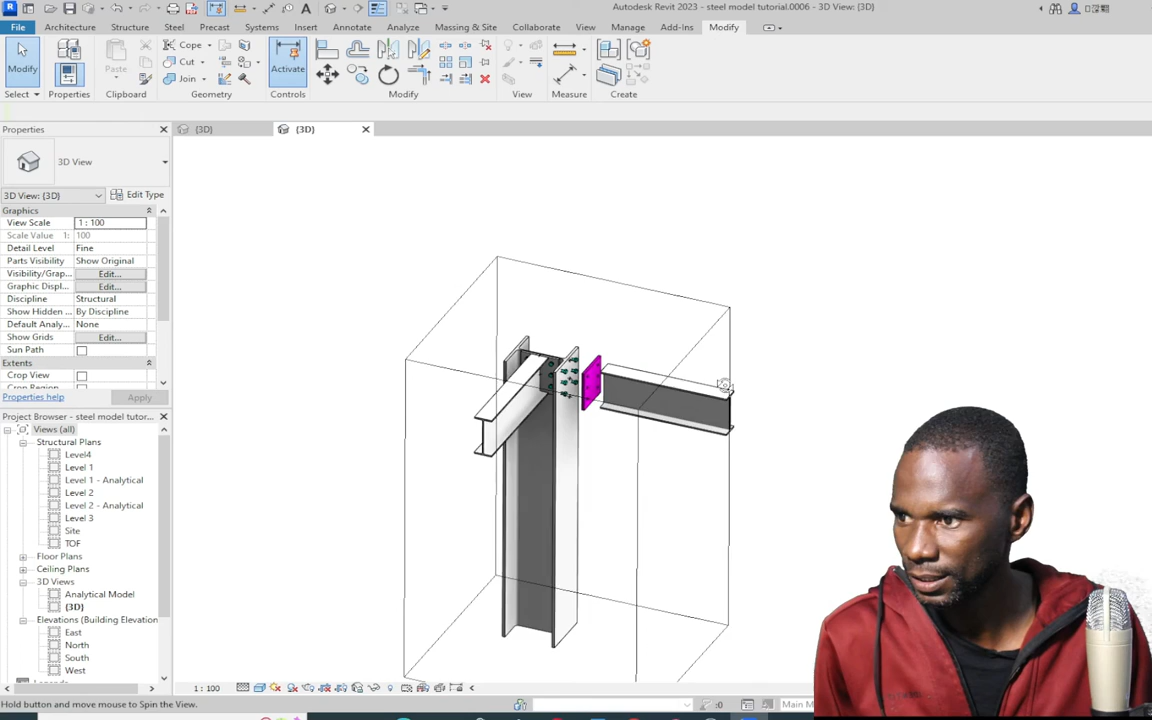 Autodesk Revit 2023 - steel model tutorial.0006 - 3D View: {3D}
File Architecture Structure Steel Precast Systems Insert Annotate Analyze Massing & Site Collaborate View Manage Add-Ins Modify
Modify Paste Cope Cut Join Activate
Select Properties Clipboard Geometry Controls Modify View Measure Create
Properties
{3D}
{3D}
3D View
3D View: {3D} Edit Type
Graphics
View Scale 1 : 100
Scale Value 1: 100
Detail Level Fine
Parts Visibility Show Original
Visibility/Grap... Edit...
Graphic Displ... Edit...
Discipline Structural
Show Hidden ... By Discipline
Default Analy... None
Show Grids Edit...
Sun Path
Extents
Crop View
Crop Region
Properties help Apply
Project Browser - steel model tutor...
Views (all)
Structural Plans
Level4
Level 1
Level 1 - Analytical
Level 2
Level 2 - Analytical
Level 3
Site
TOF
Floor Plans
Ceiling Plans
3D Views
Analytical Model
{3D}
Elevations (Building Elevation
East
North
South
West
1 : 100
Hold button and move mouse to Spin the View.
:0
Main M